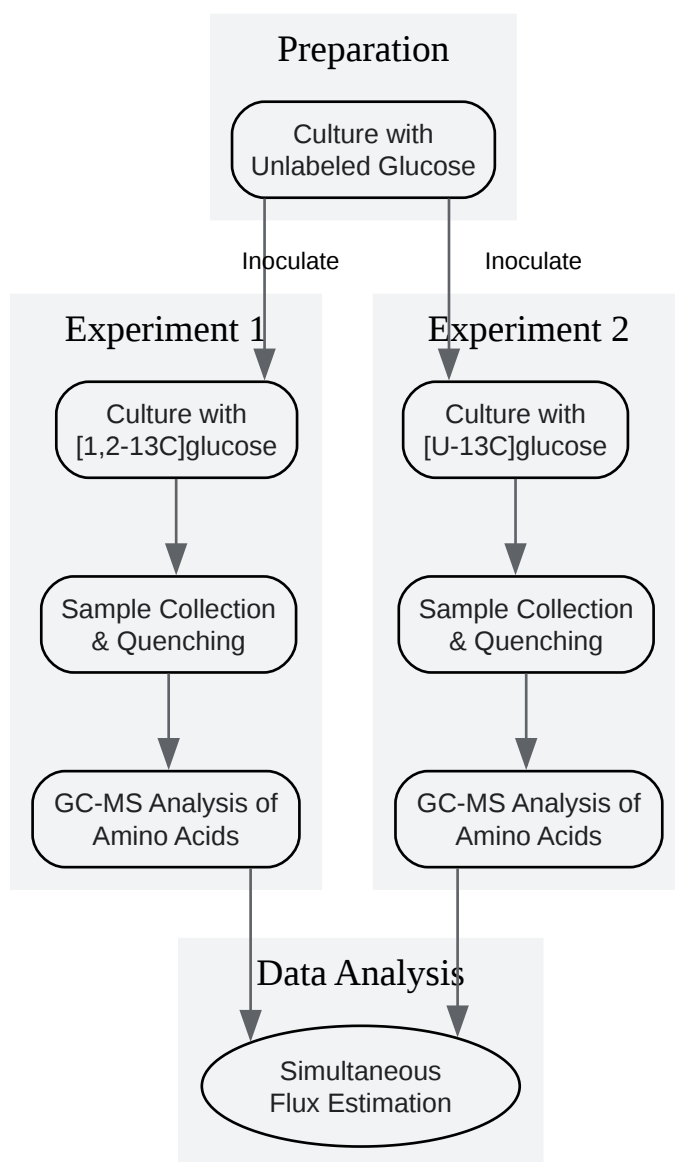 Preparation
Culture with
Unlabeled Glucose
Inoculate
Inoculate
Experiment 1
Culture with
[1,2-13C]glucose
Sample Collection
& Quenching
GC-MS Analysis of
Amino Acids
Experiment 2
Culture with
[U-13C]glucose
Sample Collection
& Quenching
GC-MS Analysis of
Amino Acids
Data Analysis
Simultaneous
Flux Estimation